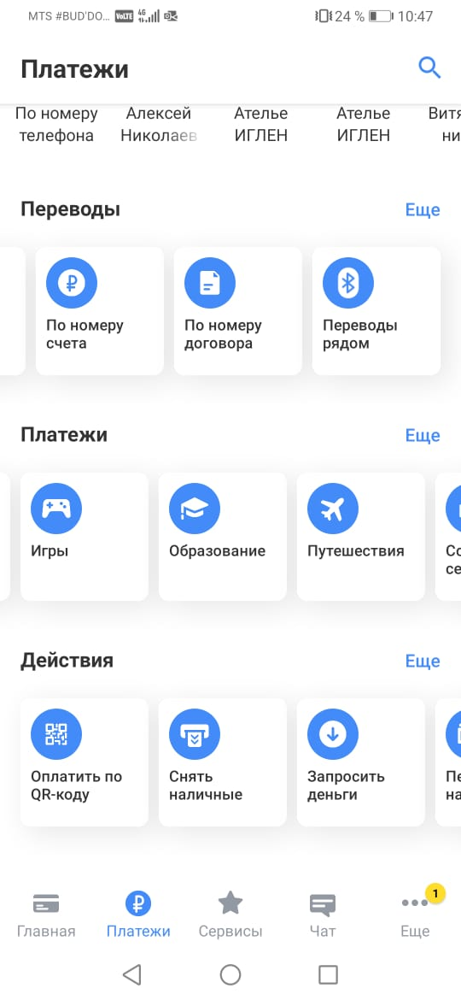 MTS #BUD'DO... VoLTE 4G 24 % 10:47
Платежи
По номеру
телефона
Алексей
Николаев
Ателье
ИГЛЕН
Ателье
ИГЛЕН
Витя
ни
Переводы
Еще
По номеру
счета
По номеру
договора
Переводы
рядом
Платежи
Еще
Игры
Образование
Путешествия
Со
се
Действия
Еще
Оплатить по
QR-коду
Снять
наличные
Запросить
деньги
Пе
на
1
Главная
Платежи
Сервисы
Чат
Еще